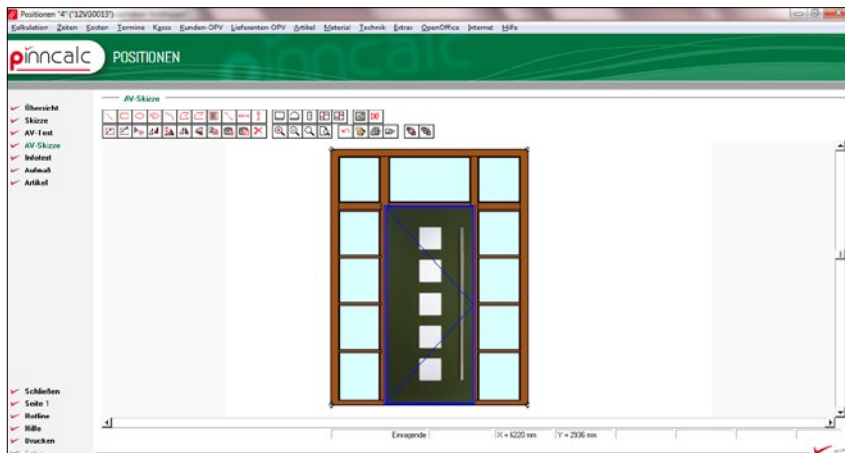 Positionen "4" ("12VG0013")
Kalkulation Zeiten Kosten Termine Kasse Kunden-OPV Lieferanten-OPV Artikel Material Technik Extras OpenOffice Internet Hilfe
pinncalc POSITIONEN
AV-Skizze
Übersicht
Skizze
AV-Text
AV-Skizze
Infotext
Aufmaß
Artikel
Schließen
Seite 1
Hotline
Hilfe
Drucken
Einragende X = 6220 mm Y = 2936 mm